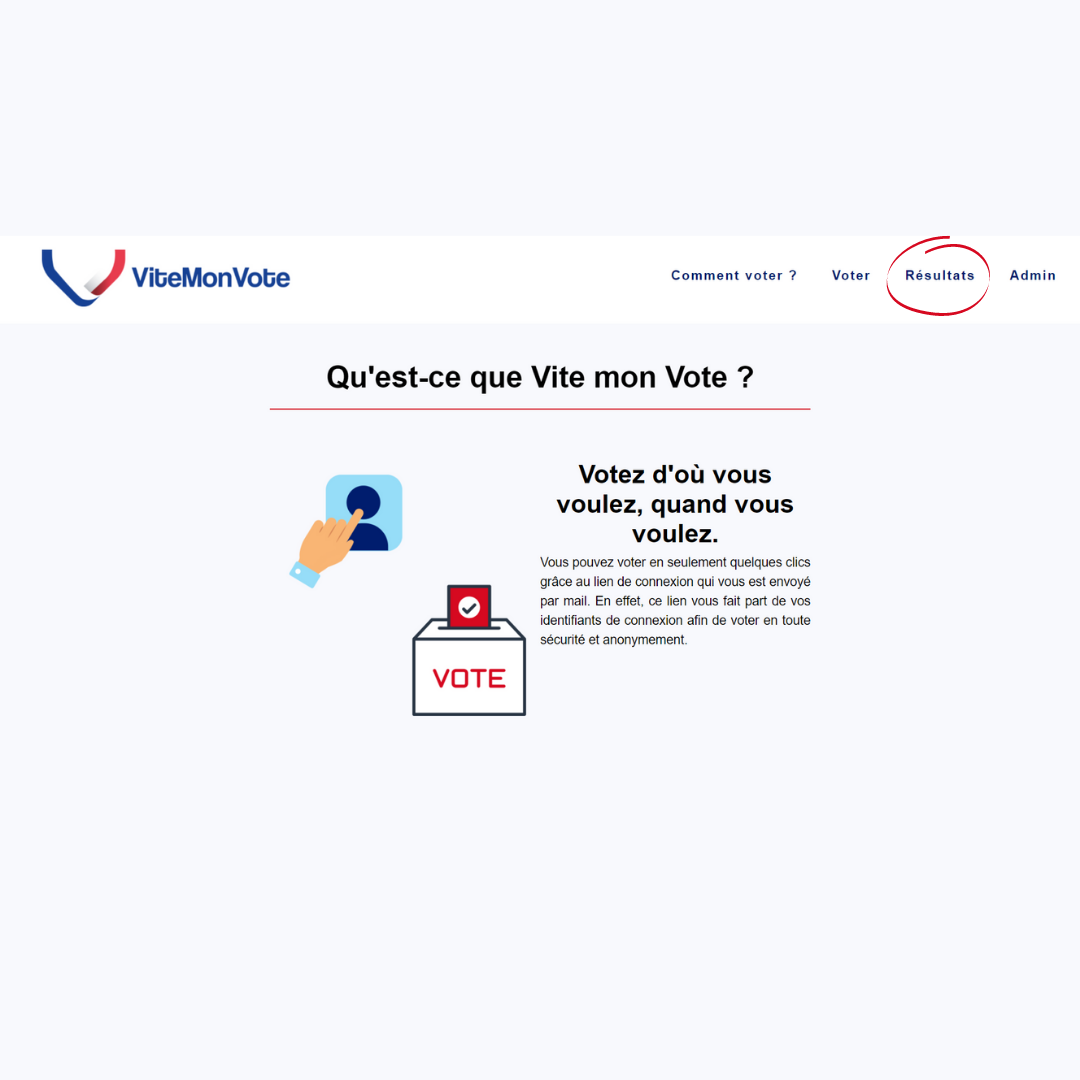 ViteMonVote
Comment voter ?
Voter
Résultats
Admin
Qu'est-ce que Vite mon Vote ?
Votez d'où vous
voulez, quand vous
voulez.
Vous pouvez voter en seulement quelques clics
grâce au lien de connexion qui vous est envoyé
par mail. En effet, ce lien vous fait part de vos
identifiants de connexion afin de voter en toute
sécurité et anonymement.
VOTE